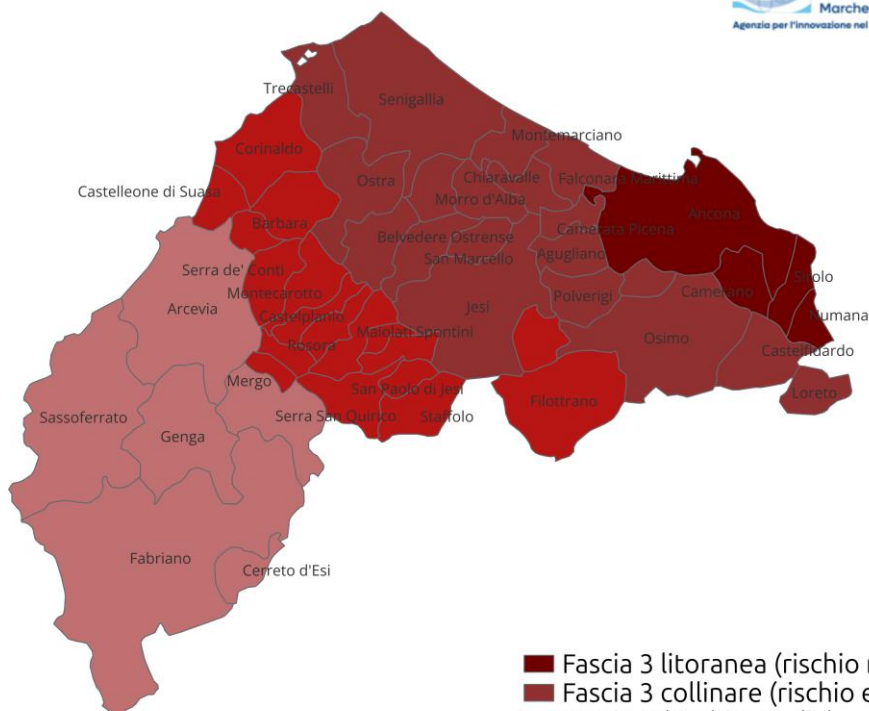 Marche
Agenzia per l'innovazione nel
Trecastelli
Senigallia
Montemarciano
Corinaldo
Ostra
Chiaravalle
Falconara Marittima
Castelleone di Suasa
Morro d'Alba
Ancona
Barbara
Camerata Picena
Belvedere Ostrense
Agugliano
San Marcello
Serra de' Conti
Sirolo
Montecarotto
Polverigi
Camerano
Arcevia
Jesi
Numana
Castelplanio
Maiolati Spontini
Osimo
Rosora
Castelfidardo
Mergo
San Paolo di Jesi
Loreto
Filottrano
Sassoferrato
Serra San Quirico
Staffolo
Genga
Fabriano
Cerreto d'Esi
Fascia 3 litoranea (rischio
Fascia 3 collinare (rischio e